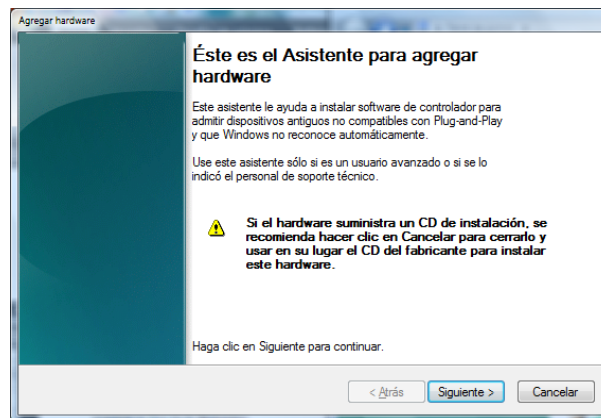 Agregar hardware
Éste es el Asistente para agregar
hardware
Este asistente le ayuda a instalar software de controlador para
admitir dispositivos antiguos no compatibles con Plug-and-Play
y que Windows no reconoce automáticamente.
Use este asistente sólo si es un usuario avanzado o si se lo
indicó el personal de soporte técnico.
Si el hardware suministra un CD de instalación, se
recomienda hacer clic en Cancelar para cerrarlo y
usar en su lugar el CD del fabricante para instalar
este hardware.
Haga clic en Siguiente para continuar.
< Atrás Siguiente > Cancelar